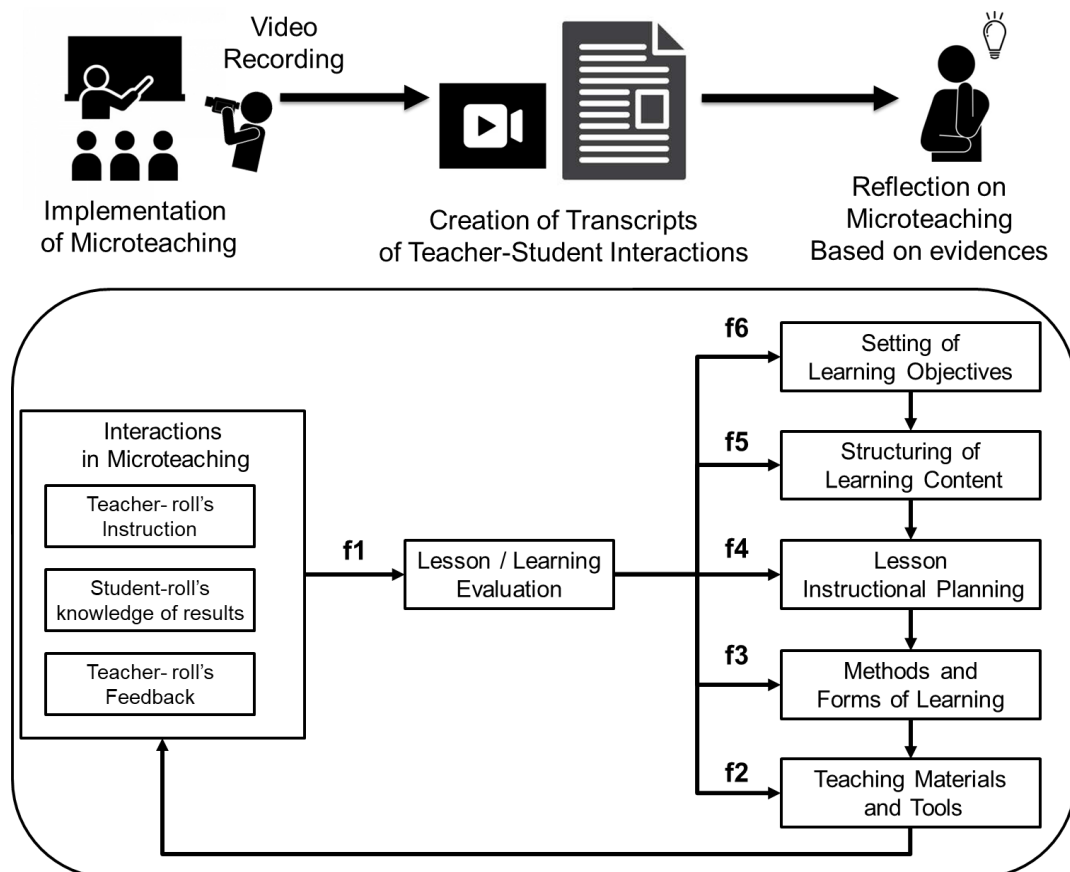 Video
Recording
Implementation
of Microteaching
Creation of Transcripts
of Teacher-Student Interactions
Reflection on
Microteaching
Based on evidences
Interactions
in Microteaching
Teacher- roll's
Instruction
Student-roll's
knowledge of results
Teacher- roll's
Feedback
f1
Lesson / Learning
Evaluation
f6
Setting of
Learning Objectives
f5
Structuring of
Learning Content
f4
Lesson
Instructional Planning
f3
Methods and
Forms of Learning
f2
Teaching Materials
and Tools